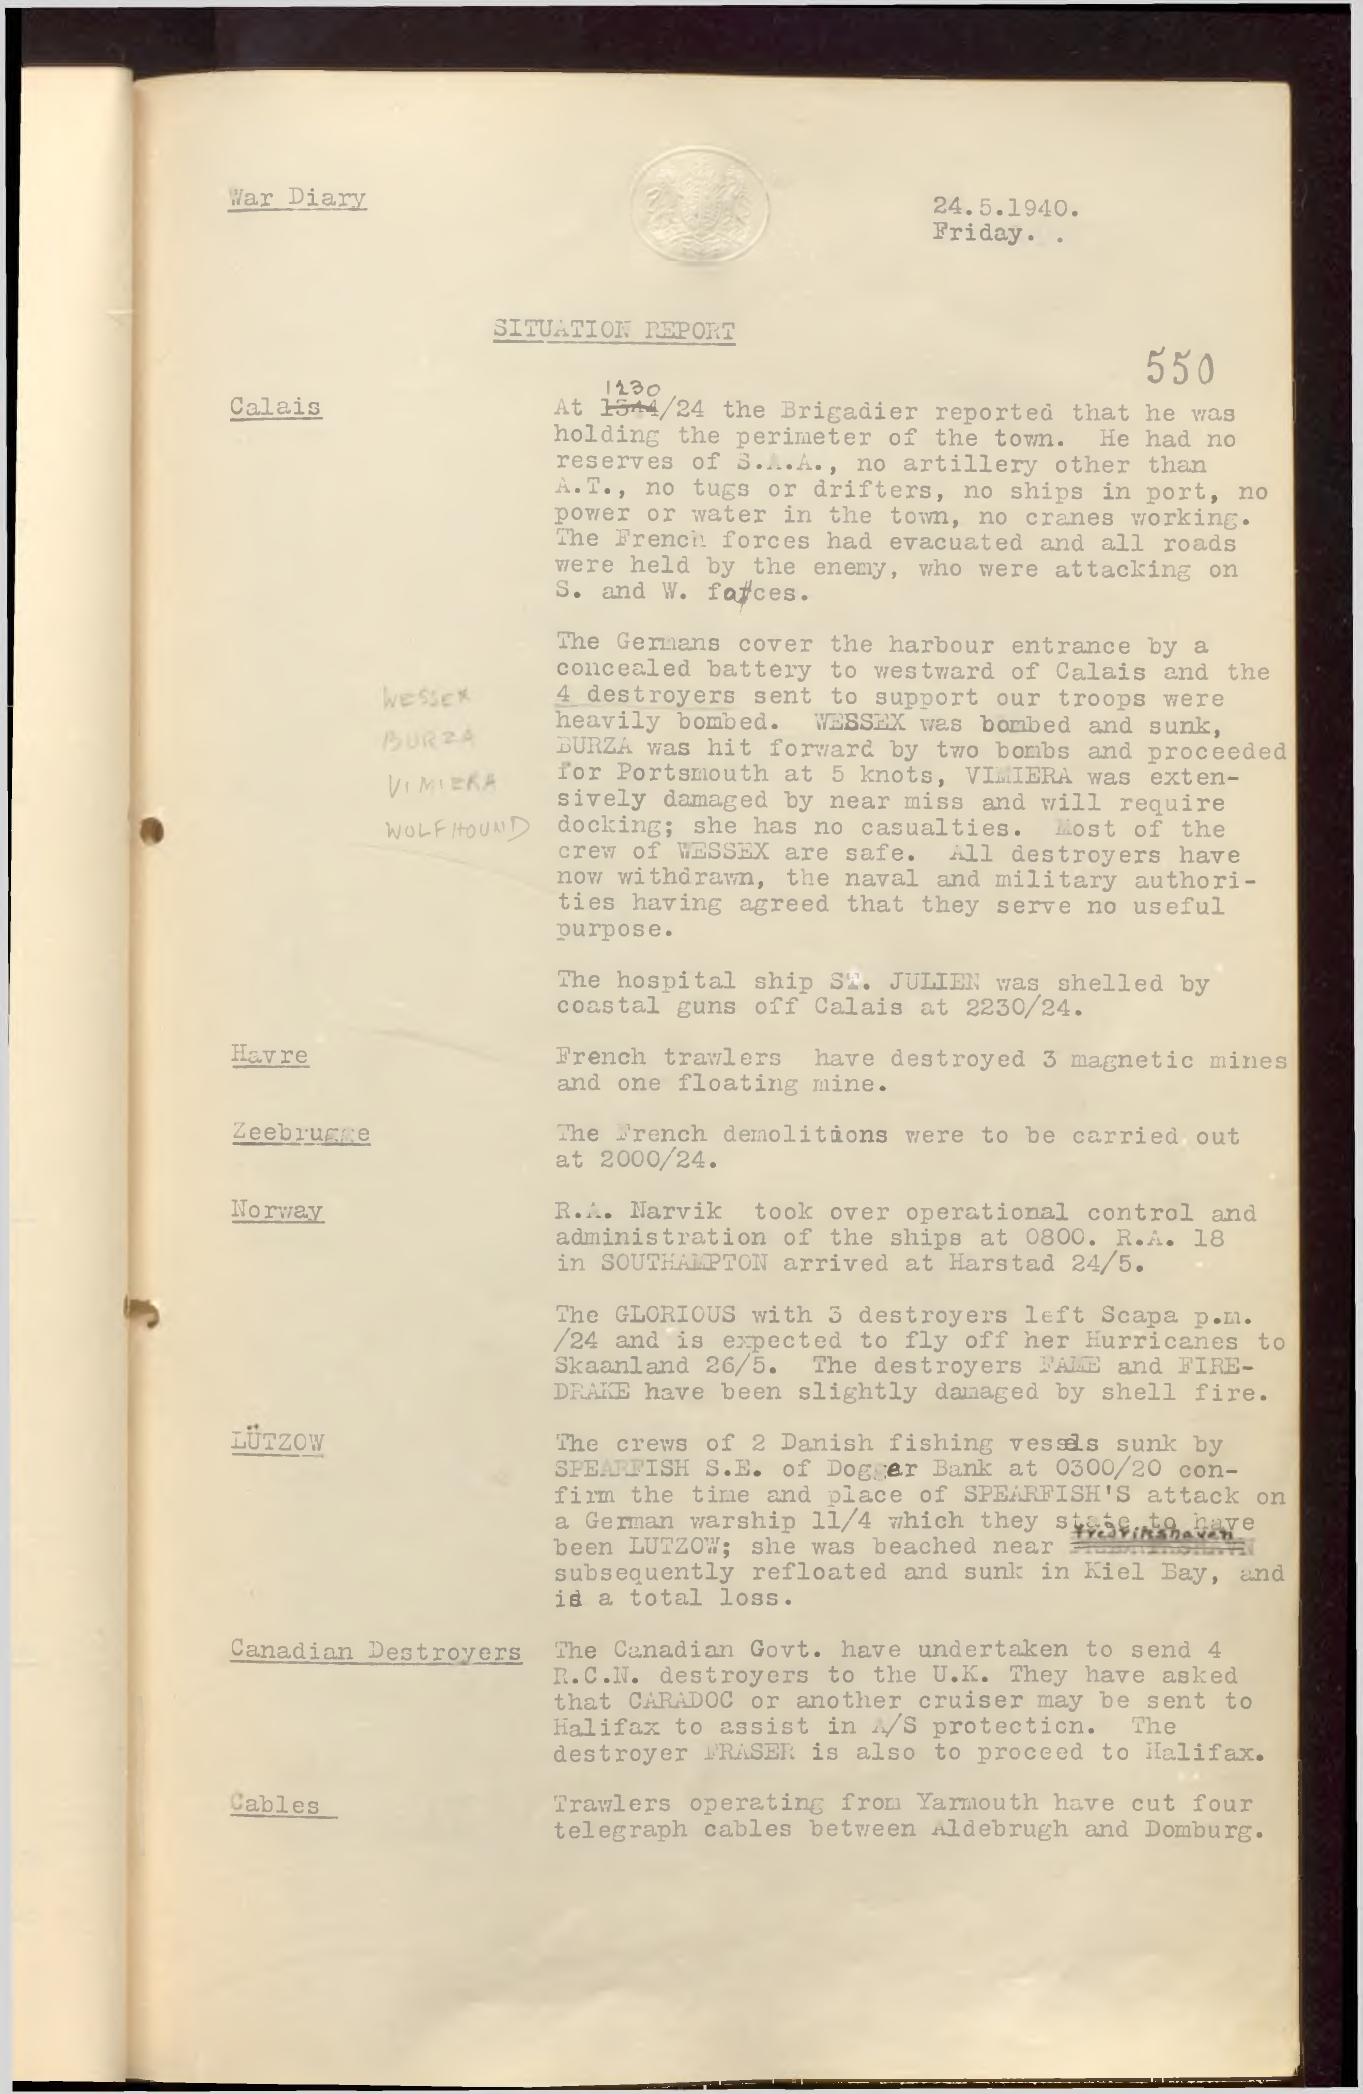 War Diary
24.5.1940.
Friday. .
SITUATION REPORT
550
1230
Calais
At 1344/24 the Brigadier reported that he was
holding the perimeter of the town. He had no
reserves of S.A.A., no artillery other than
A.T., no tugs or drifters, no ships in port, no
power or water in the town, no cranes working.
The French forces had evacuated and all roads
were held by the enemy, who were attacking on
S. and W. faces.
The Germans cover the harbour entrance by a
concealed battery to westward of Calais and the
4 destroyers sent to support our troops were
heavily bombed. WESSEX was bombed and sunk,
BURZA was hit forward by two bombs and proceeded
for Portsmouth at 5 knots, VIMIERA was exten-
sively damaged by near miss and will require
docking; she has no casualties. Most of the
crew of WESSEX are safe. All destroyers have
now withdrawn, the naval and military authori-
ties having agreed that they serve no useful
purpose.
WESSEX
BURZA
VIMIERA
WOLFHOUND
The hospital ship ST. JULIEN was shelled by
coastal guns off Calais at 2230/24.
Havre
French trawlers have destroyed 3 magnetic mines
and one floating mine.
Zeebrugge
The French demolitions were to be carried out
at 2000/24.
Norway
R.A. Narvik took over operational control and
administration of the ships at 0800. R.A. 18
in SOUTHAMPTON arrived at Harstad 24/5.
The GLORIOUS with 3 destroyers left Scapa p.m.
/24 and is expected to fly off her Hurricanes to
Skaanland 26/5. The destroyers FAME and FIRE-
DRAKE have been slightly damaged by shell fire.
LÜTZOW
The crews of 2 Danish fishing vessels sunk by
SPEARFISH S.E. of Dogger Bank at 0300/20 con-
firm the time and place of SPEARFISH'S attack on
a German warship 11/4 which they state to have
been LUTZOW; she was beached near Fredrikshaven
subsequently refloated and sunk in Kiel Bay, and
is a total loss.
Canadian Destroyers
The Canadian Govt. have undertaken to send 4
R.C.N. destroyers to the U.K. They have asked
that CARADOC or another cruiser may be sent to
Halifax to assist in A/S protection. The
destroyer FRASER is also to proceed to Halifax.
Cables
Trawlers operating from Yarmouth have cut four
telegraph cables between Aldebrugh and Domburg.